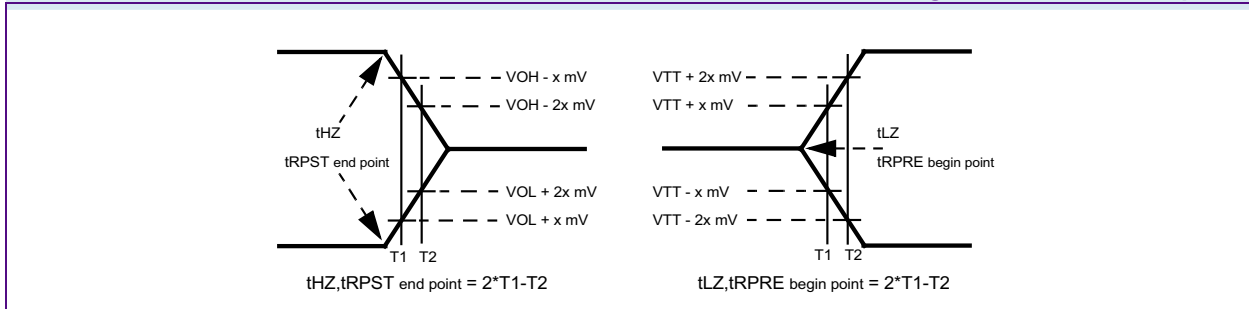 VOH - x mV
VOH - 2x mV
tHZ
tRPST end point
VOL + 2x mV
VOL + x mV
T1 T2
tHZ,tRPST end point = 2*T1-T2
VTT + 2x mV
VTT + x mV
tLZ
tRPRE begin point
VTT - x mV
VTT - 2x mV
T1 T2
tLZ,tRPRE begin point = 2*T1-T2